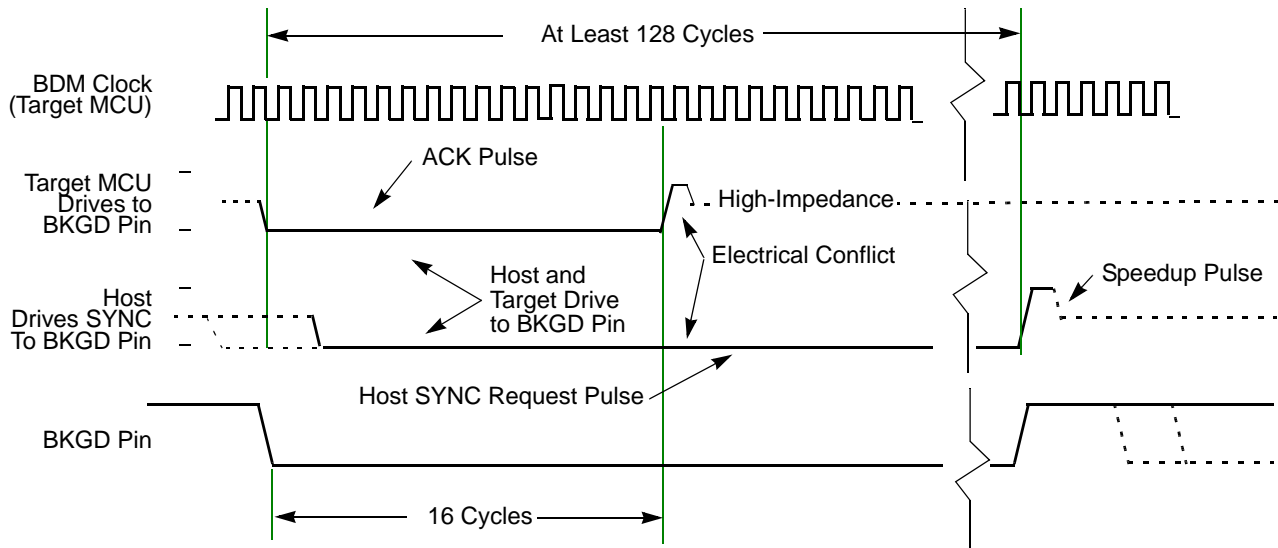 At Least 128 Cycles
BDM Clock
(Target MCU)
ACK Pulse
Target MCU
Drives to
BKGD Pin
High-Impedance
Electrical Conflict
Host and
Target Drive
to BKGD Pin
Speedup Pulse
Host
Drives SYNC
To BKGD Pin
Host SYNC Request Pulse
BKGD Pin
16 Cycles